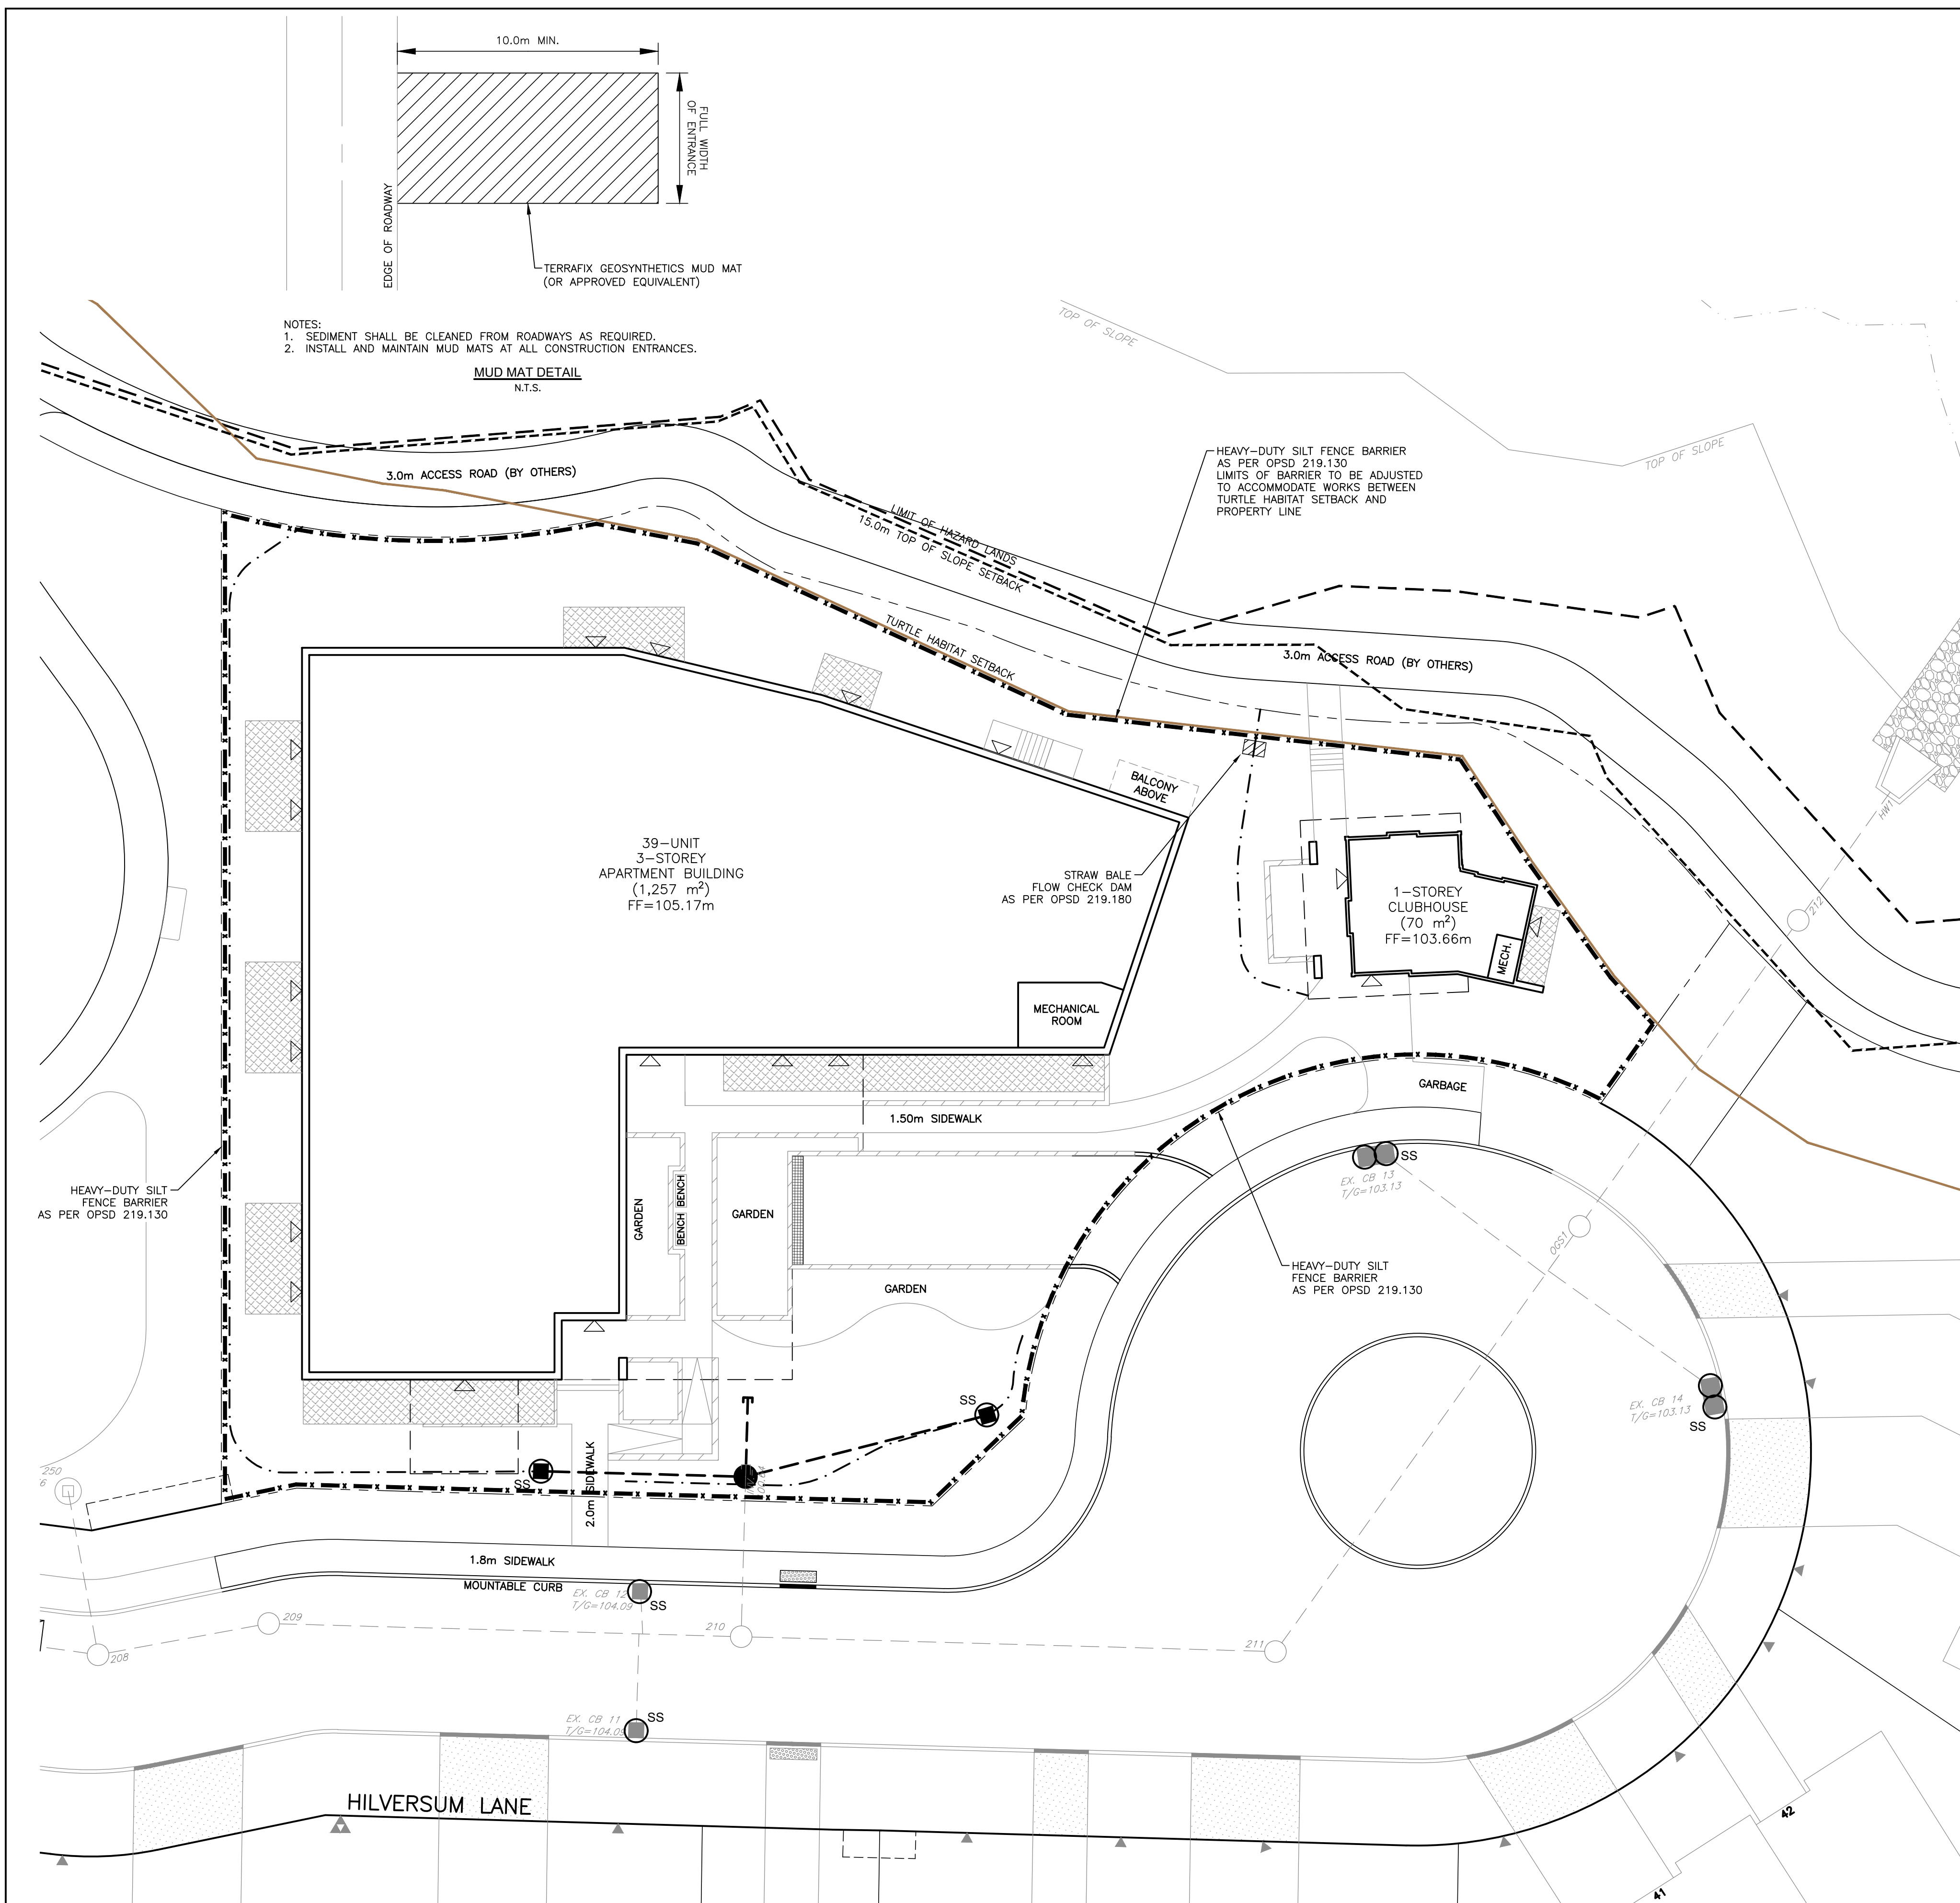 10.0m MIN.
FULL WIDTH
OF ENTRANCE
EDGE OF ROADWAY
TERRAFIX GEOSYNTHETICS MUD MAT
(OR APPROVED EQUIVALENT)
NOTES:
1. SEDIMENT SHALL BE CLEANED FROM ROADWAYS AS REQUIRED.
2. INSTALL AND MAINTAIN MUD MATS AT ALL CONSTRUCTION ENTRANCES.
MUD MAT DETAIL
N.T.S.
TOP OF SLOPE
TOP OF SLOPE
3.0m ACCESS ROAD (BY OTHERS)
HEAVY-DUTY SILT FENCE BARRIER
AS PER OPSD 219.130
LIMITS OF BARRIER TO BE ADJUSTED
TO ACCOMMODATE WORKS BETWEEN
TURTLE HABITAT SETBACK AND
PROPERTY LINE
LIMIT OF HAZARD LANDS
15.0m TOP OF SLOPE SETBACK
TURTLE HABITAT SETBACK
3.0m ACCESS ROAD (BY OTHERS)
BALCONY
ABOVE
HW1
39-UNIT
3-STOREY
APARTMENT BUILDING
(1,257 m²)
FF=105.17m
STRAW BALE
FLOW CHECK DAM
AS PER OPSD 219.180
1-STOREY
CLUBHOUSE
(70 m²)
FF=103.66m
MECH.
212
MECHANICAL
ROOM
GARBAGE
1.50m SIDEWALK
SS
EX. CB 13
T/G=103.13
HEAVY-DUTY SILT
FENCE BARRIER
AS PER OPSD 219.130
GARDEN
BENCH
BENCH
GARDEN
GARDEN
OGS1
HEAVY-DUTY SILT
FENCE BARRIER
AS PER OPSD 219.130
SS
EX. CB 14
T/G=103.13
SS
250
6
SS
2.0m SIDEWALK
1.8m SIDEWALK
MOUNTABLE CURB
EX. CB 12
T/G=104.09
SS
209
210
211
208
EX. CB 11
T/G=104.09
SS
HILVERSUM LANE
42
41